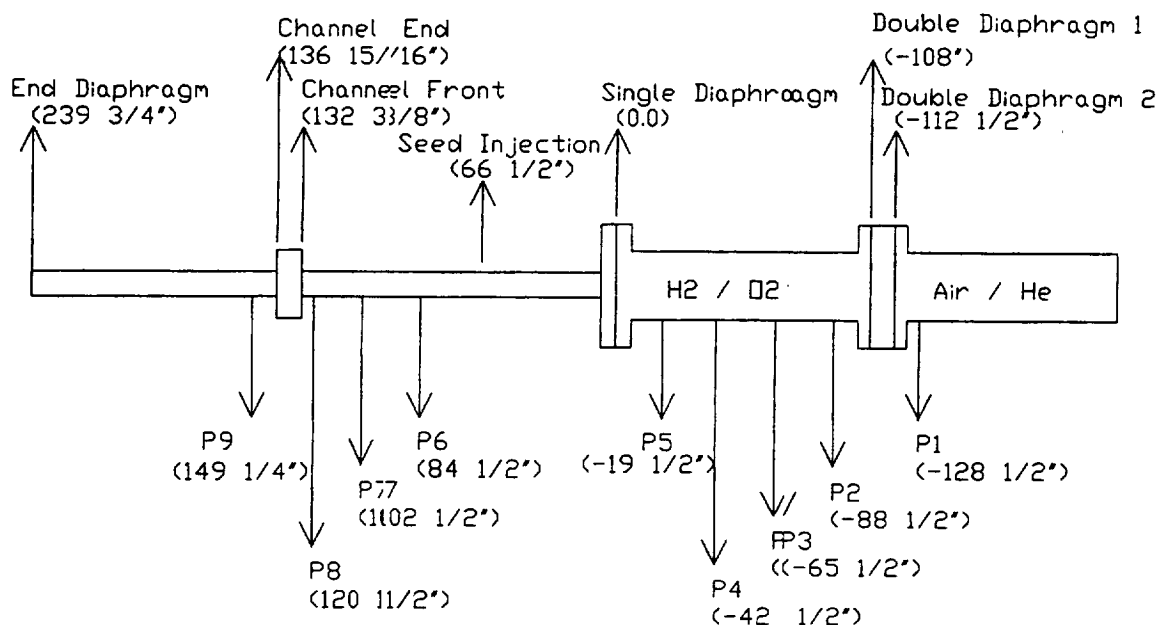 Channel End
(136 15//16")
End Diaphragm
(239 3/4")
Channel Front
(132 33/8")
Seed Injection
(66 1/2")
Single Diaphragm
(0.0)
Double Diaphragm 1
(-108")
Double Diaphragm 2
(-112 1/2")
H2 / O2
Air / He
P9
(149 1/4")
P8
(120 11/2")
P77
(1102 1/2")
P6
(84 1/2")
P5
(-19 1/2")
P4
(-42 1/2")
PP3
((-65 1/2")
P2
(-88 1/2")
P1
(-128 1/2")